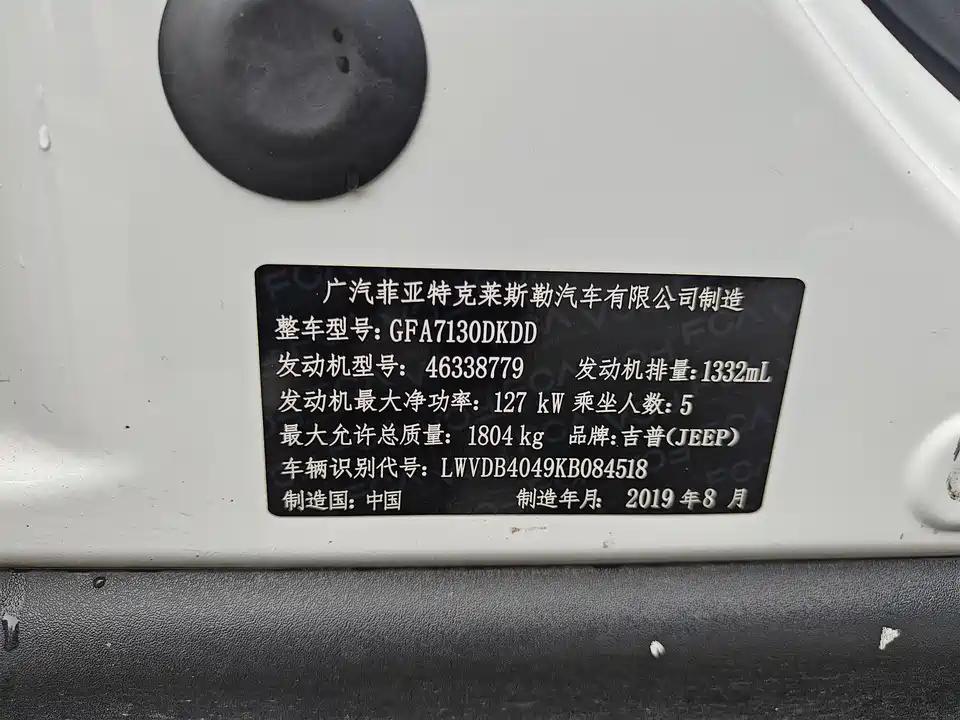 广汽菲亚特克莱斯勒汽车有限公司制造
整车型号: GFA7130DKDD
发动机型号: 46338779 发动机排量: 1332mL
发动机最大净功率: 127 kW 乘坐人数: 5
最大允许总质量: 1804 kg 品牌: 吉普(JEEP)
车辆识别代号: LWVDB4049KB084518
制造国: 中国 制造年月: 2019 年 8 月